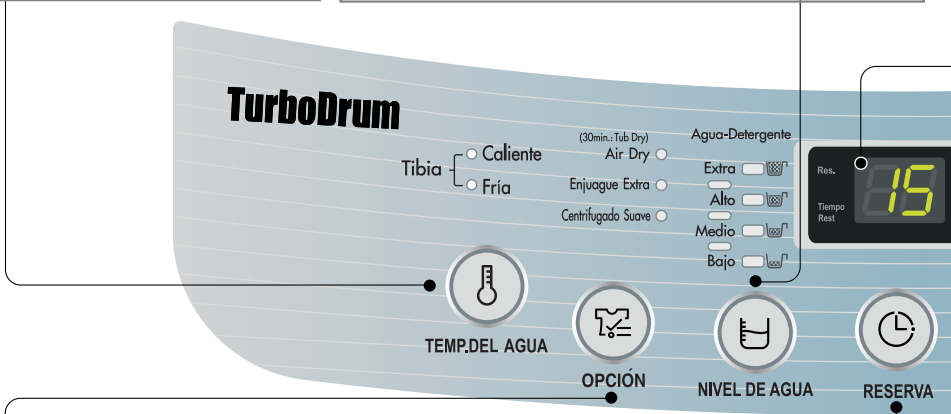 TurboDrum
Tibia
Caliente
Fría
(30min.: Tub Dry)
Air Dry
Enjuague Extra
Centrifugado Suave
Agua-Detergente
Extra
Alto
Medio
Bajo
Res.
15
Tiempo
Rest
TEMP.DEL AGUA
OPCIÓN
NIVEL DE AGUA
RESERVA